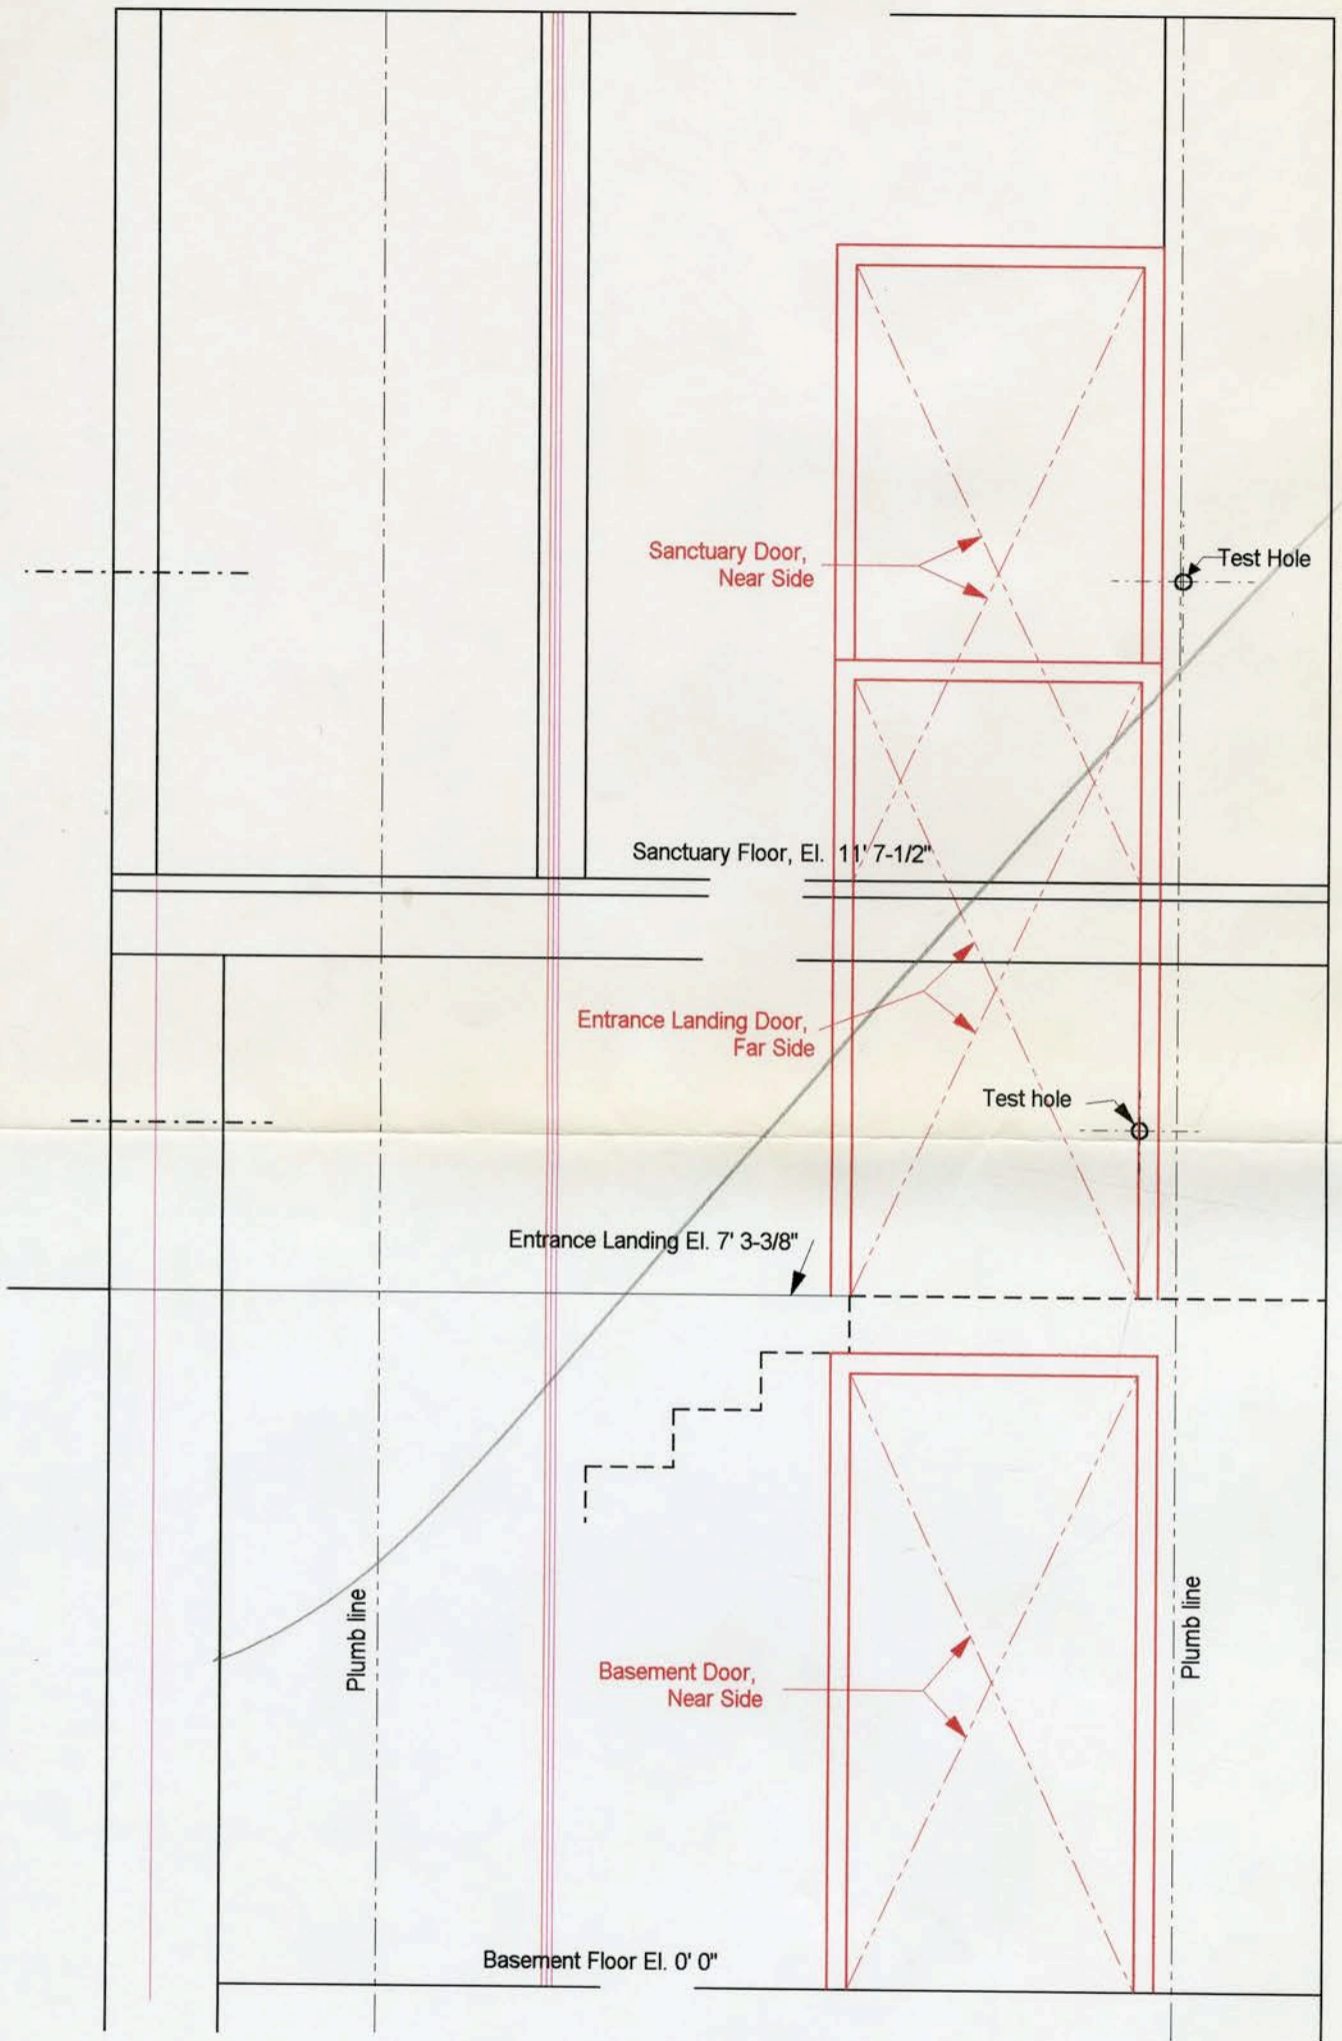 Sanctuary Door,
Near Side
Test Hole
Sanctuary Floor, El. 11' 7-1/2"
Entrance Landing Door,
Far Side
Test hole
Entrance Landing El. 7' 3-3/8"
Plumb line
Plumb line
Basement Door,
Near Side
Basement Floor El. 0' 0"